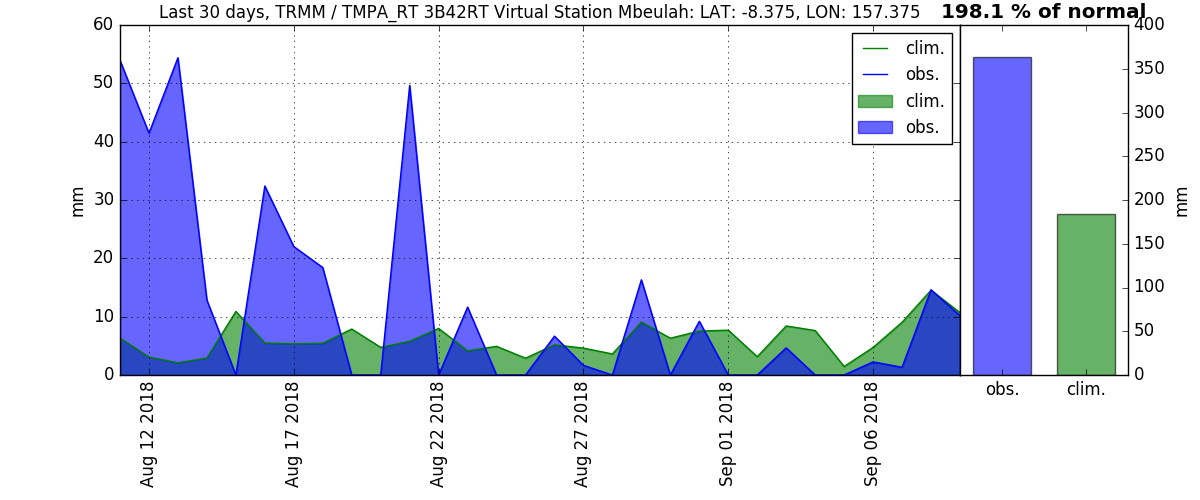 Last 30 days, TRMM / TMPA_RT 3B42RT Virtual Station Mbeulah: LAT: -8.375, LON: 157.375 198.1 % of normal
60
50
40
30
20
10
0
mm
clim.
obs.
clim.
obs.
400
350
300
250
200
150
100
50
0
mm
obs. clim.
Aug 12 2018
Aug 17 2018
Aug 22 2018
Aug 27 2018
Sep 01 2018
Sep 06 2018